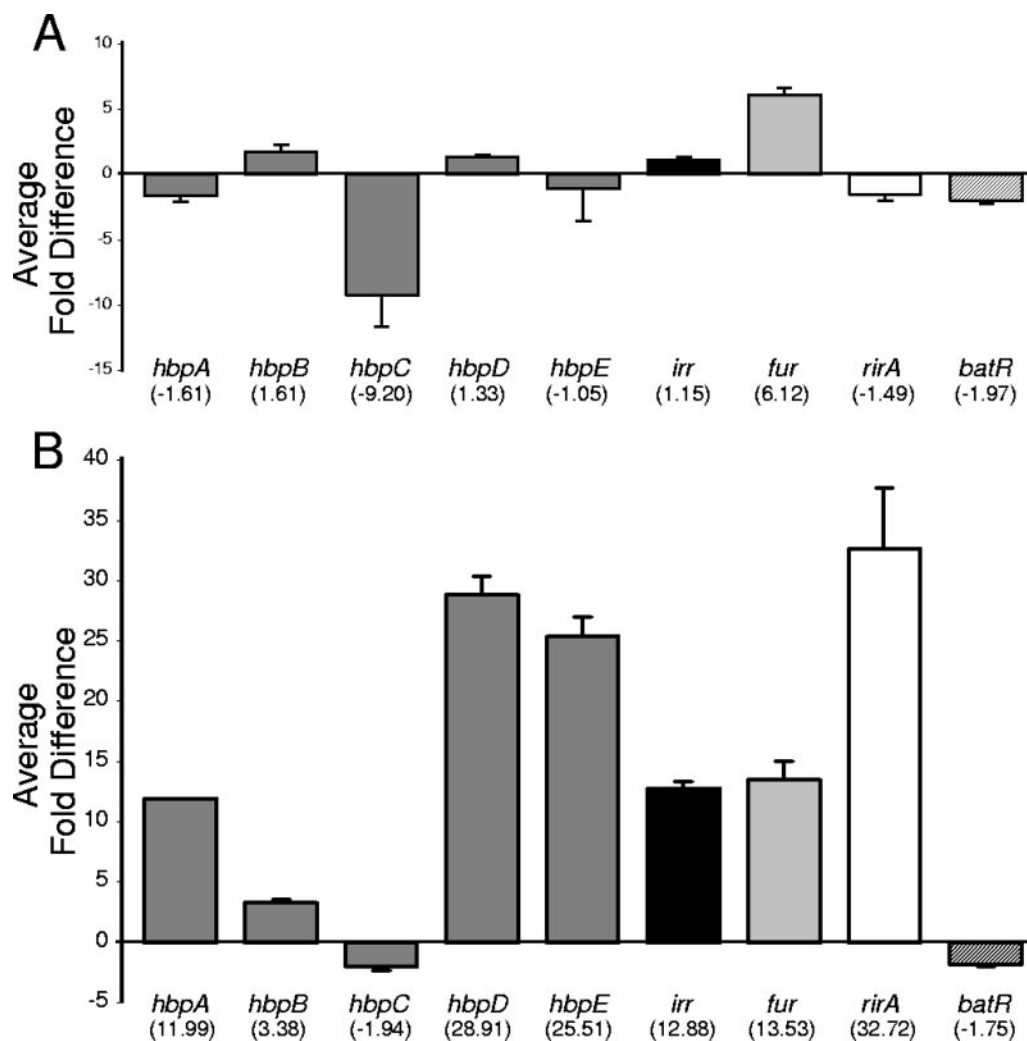 A
10
5
0
-5
-10
-15
Average
Fold Difference
hbpA hbpB hbpC hbpD hbpE irr fur rirA batR
(-1.61) (1.61) (-9.20) (1.33) (-1.05) (1.15) (6.12) (-1.49) (-1.97)
B
40
35
30
25
20
15
10
5
0
-5
Average
Fold Difference
hbpA hbpB hbpC hbpD hbpE irr fur rirA batR
(11.99) (3.38) (-1.94) (28.91) (25.51) (12.88) (13.53) (32.72) (-1.75)